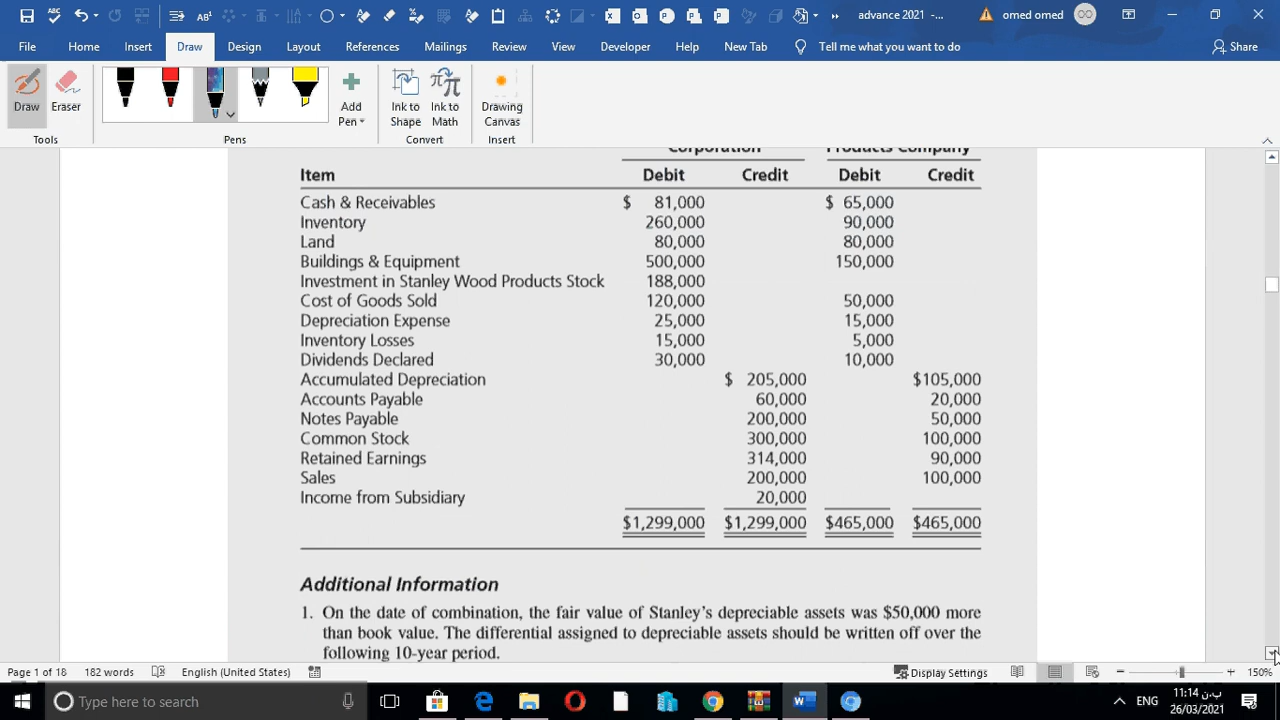 advance 2021 -...
omed omed
OO
File Home Insert Draw Design Layout References Mailings Review View Developer Help New Tab Tell me what you want to do Share
Draw Eraser Add Pen Ink to Shape Ink to Math Drawing Canvas
Tools Pens Convert Insert
Corporation Products Company
Item Debit Credit Debit Credit
Cash & Receivables $ 81,000 $ 65,000
Inventory 260,000 90,000
Land 80,000 80,000
Buildings & Equipment 500,000 150,000
Investment in Stanley Wood Products Stock 188,000
Cost of Goods Sold 120,000 50,000
Depreciation Expense 25,000 15,000
Inventory Losses 15,000 5,000
Dividends Declared 30,000 10,000
Accumulated Depreciation $ 205,000 $105,000
Accounts Payable 60,000 20,000
Notes Payable 200,000 50,000
Common Stock 300,000 100,000
Retained Earnings 314,000 90,000
Sales 200,000 100,000
Income from Subsidiary 20,000
$1,299,000 $1,299,000 $465,000 $465,000
Additional Information
1. On the date of combination, the fair value of Stanley's depreciable assets was $50,000 more
than book value. The differential assigned to depreciable assets should be written off over the
following 10-year period.
Page 1 of 18 182 words English (United States) Display Settings 150%
Type here to search ENG 11:14 ب.ن
26/03/2021